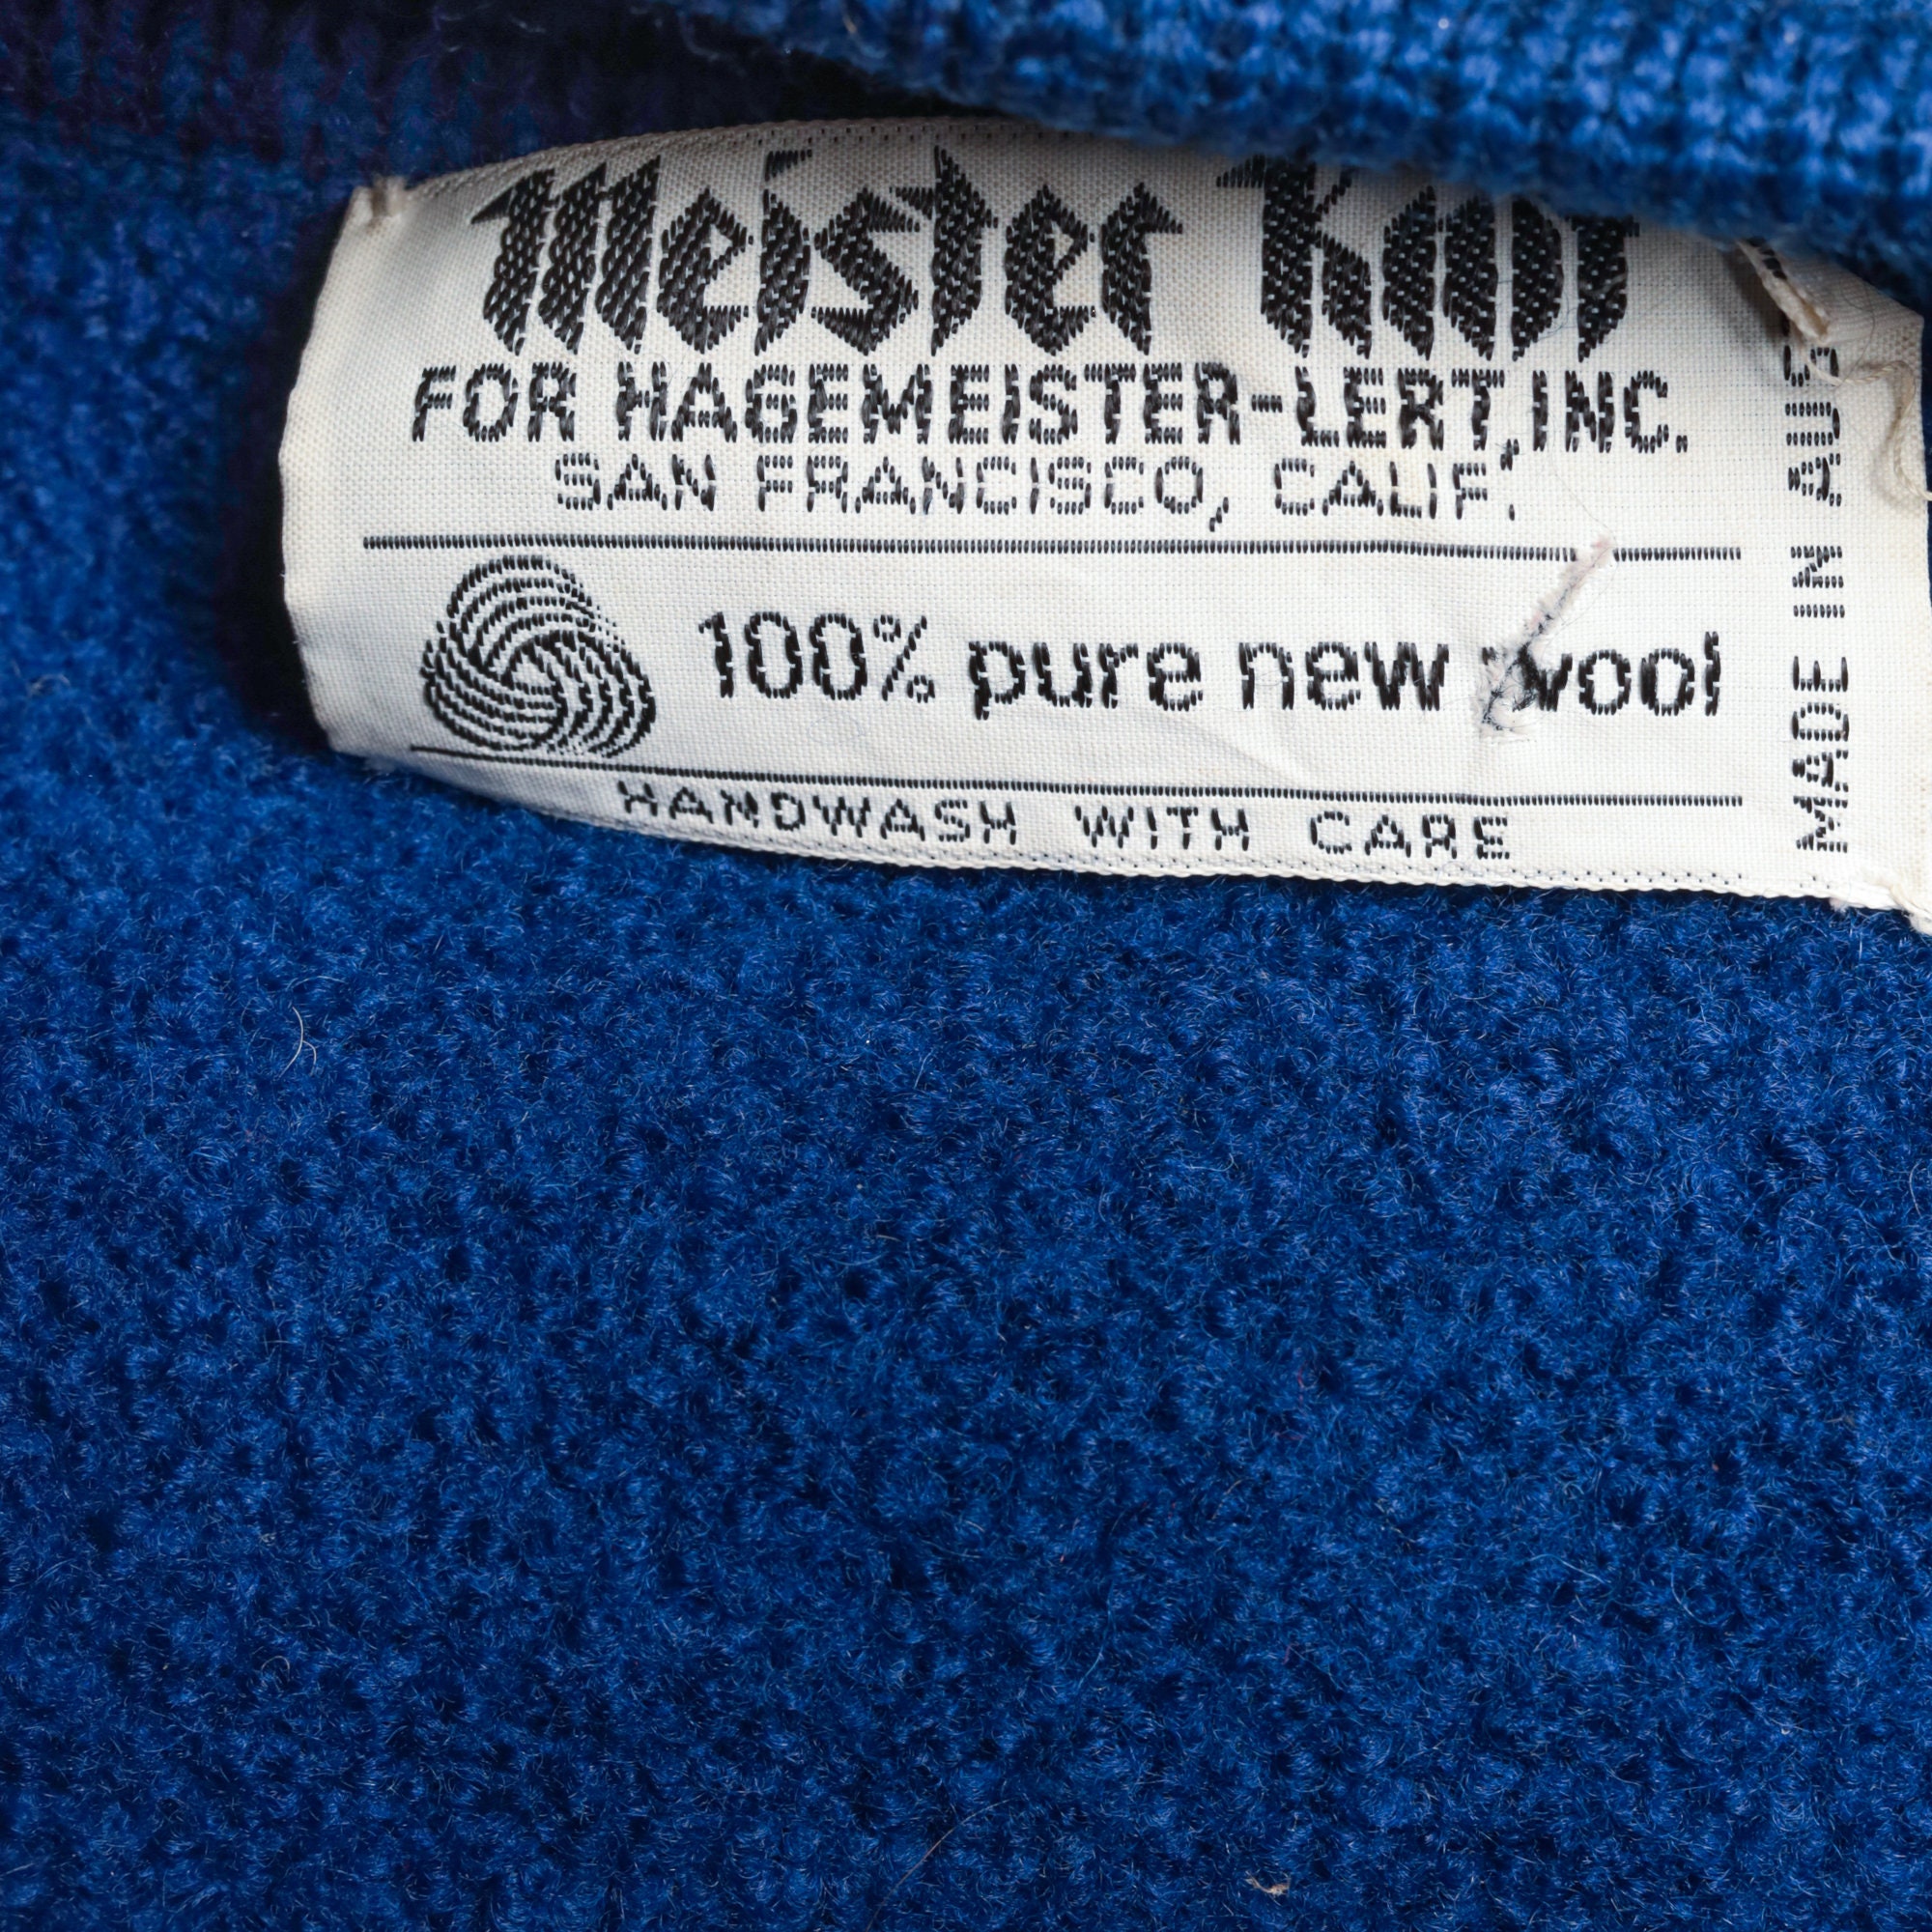 Meister Knit
FOR HAGEMEISTER-LERT, INC.
SAN FRANCISCO, CALIF.
100% pure new wool
HANDWASH WITH CARE
MADE IN